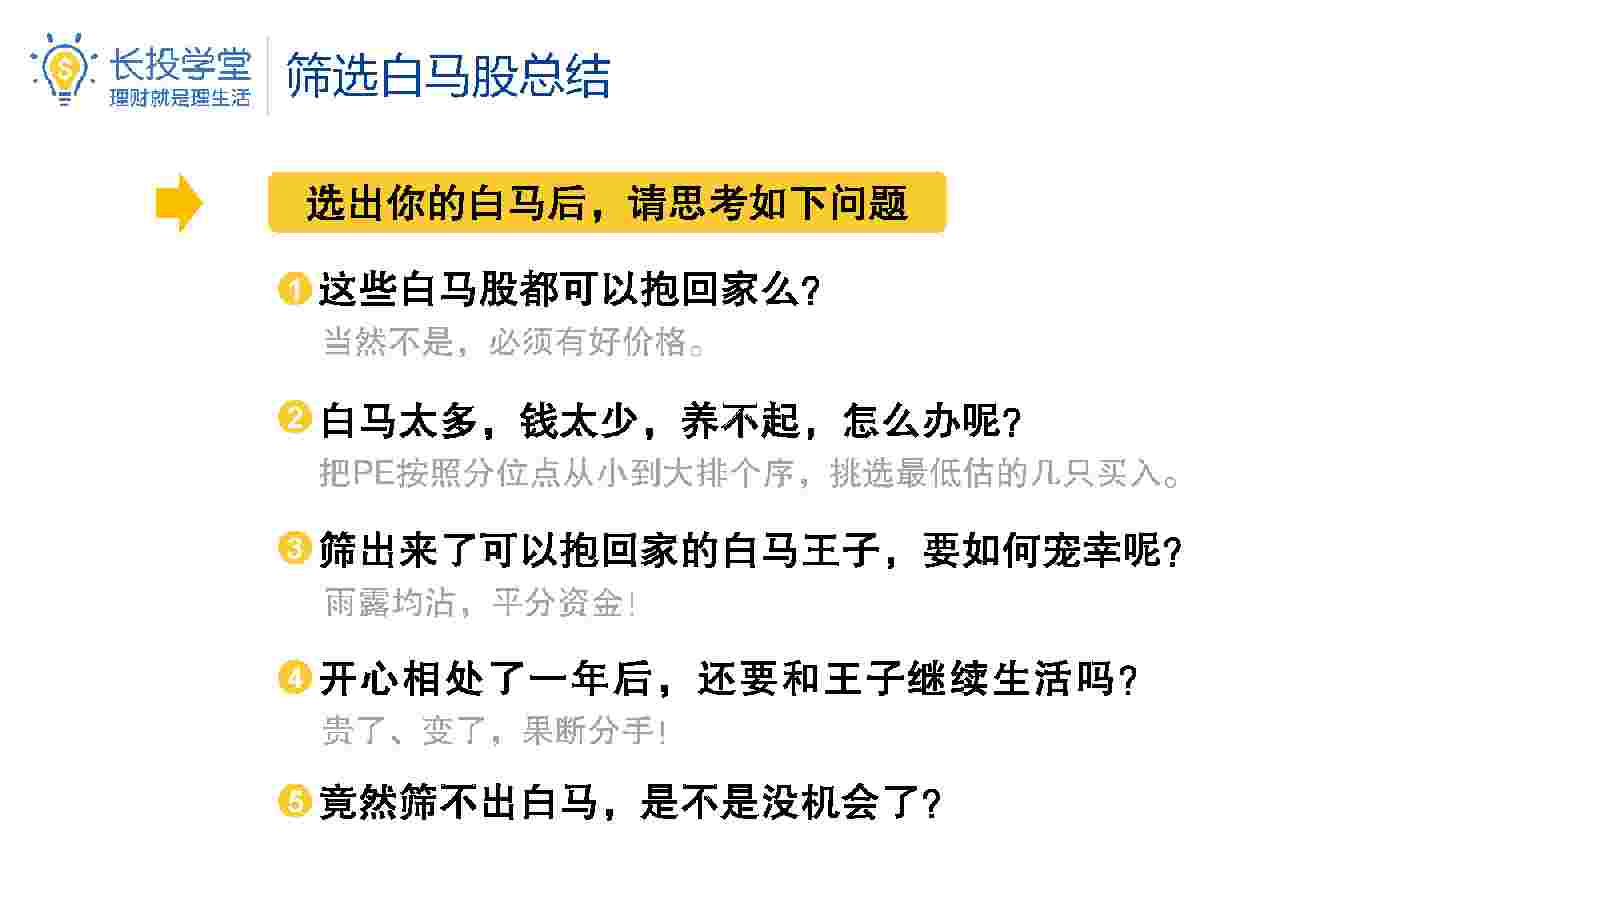 长投学堂
理财就是理生活
筛选白马股总结
选出你的白马后，请思考如下问题
1 这些白马股都可以抱回家么？
当然不是，必须有好价格。
2 白马太多，钱太少，养不起，怎么办呢？
把PE按照分位点从小到大排个序，挑选最低估的几只买入。
3 筛出来了可以抱回家的白马王子，要如何宠幸呢？
雨露均沾，平分资金！
4 开心相处了一年后，还要和王子继续生活吗？
贵了、变了，果断分手！
5 竟然筛不出白马，是不是没机会了？